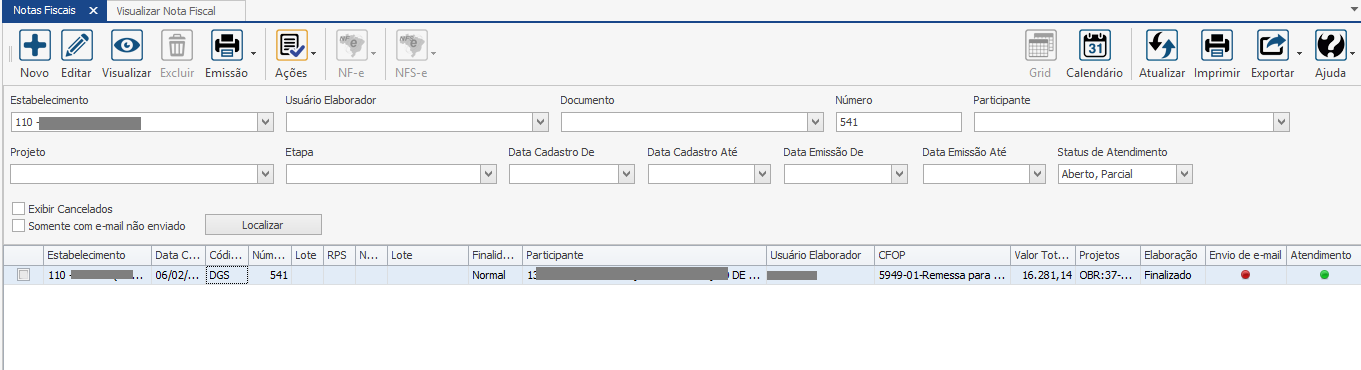 Notas Fiscais
Visualizar Nota Fiscal
Novo Editar Visualizar Excluir Emissão Ações NF-e NFS-e Grid 31 Calendário Atualizar Imprimir Exportar Ajuda
Estabelecimento Usuário Elaborador Documento Número Participante
110 - 541
Projeto Etapa Data Cadastro De Data Cadastro Até Data Emissão De Data Emissão Até Status de Atendimento
Aberto, Parcial
Exibir Cancelados
Somente com e-mail não enviado Localizar
Estabelecimento Data C... Códi... Núm... Lote RPS N... Lote Finalid... Participante Usuário Elaborador CFOP Valor Tot... Projetos Elaboração Envio de e-mail Atendimento
110 - ... 06/02/... DGS 541 Normal 13 O DE ... 5949-01-Remessa para ... 16.281,14 OBR:37-... Finalizado